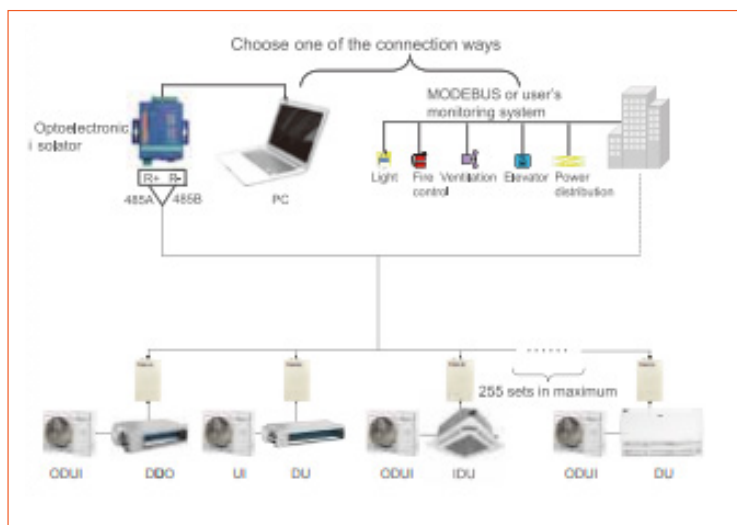 Choose one of the connection ways
MODEBUS or user's
monitoring system
Optoelectronic
i solator
R+ R-
485A 485B
PC
Light Fire Ventilation Elevator Power
control distribution
255 sets in maximum
ODUI DDO UI DU ODUI IDU ODUI DU